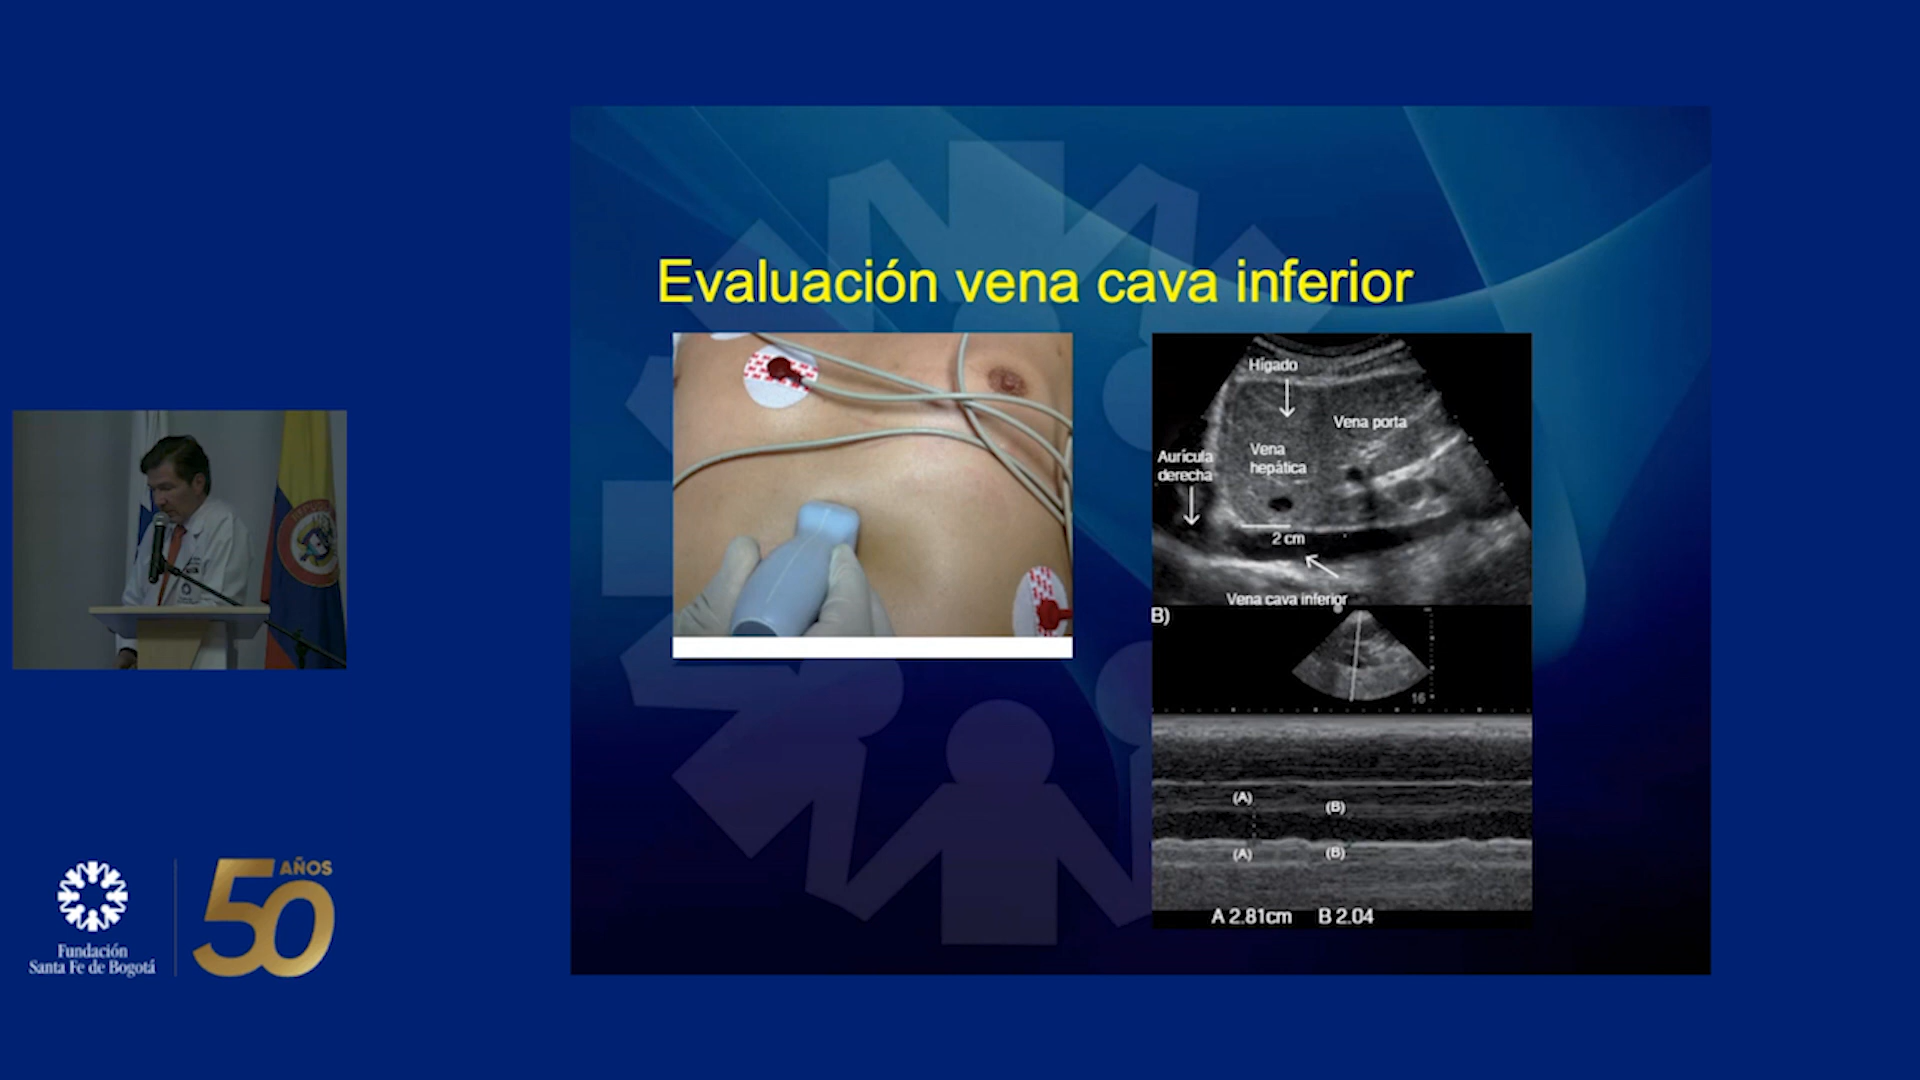 Evaluación vena cava inferior
Hígado
Vena porta
Vena
hepática
Aurícula
derecha
2 cm
Vena cava inferior
B)
16
(A)
(B)
(A)
(B)
A 2.81cm B 2.04
Fundación
Santa Fe de Bogotá
50
AÑOS